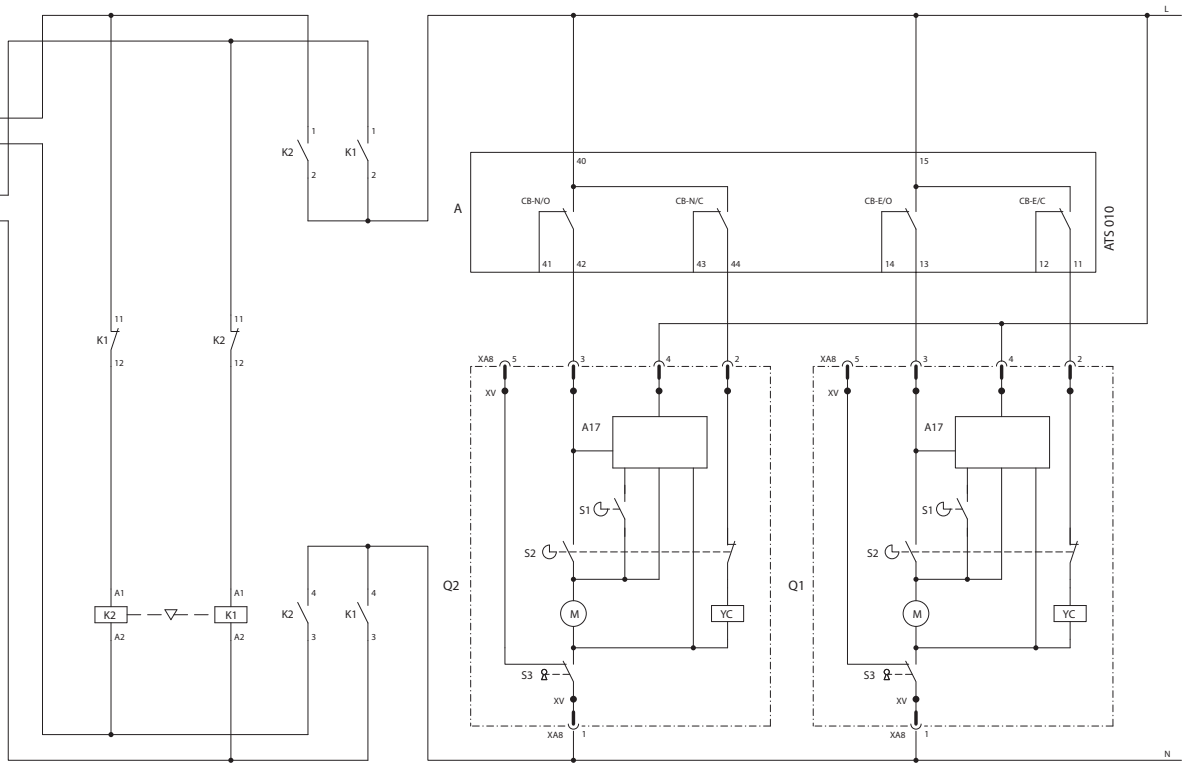 L
1
1
K2
K1
2
2
40
15
A
CB-N/O
CB-N/C
CB-E/O
CB-E/C
ATS 010
41
42
43
44
14
13
12
11
11
11
K1
K2
12
12
XA8
5
3
4
2
XA8
5
3
4
2
XV
XV
A17
A17
S1
S1
S2
S2
Q2
Q1
A1
A1
4
4
K2
K1
K2
K1
M
YC
M
YC
A2
A2
3
3
S3
S3
XV
XV
XA8
1
XA8
1
N